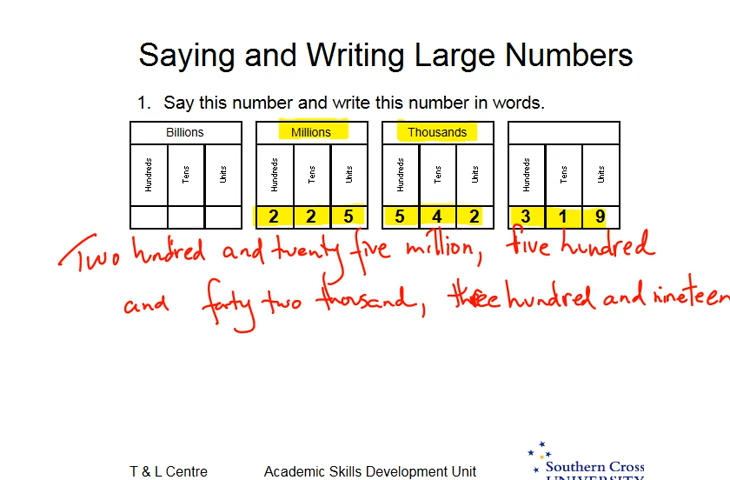 Saying and Writing Large Numbers
1. Say this number and write this number in words.
Billions Millions Thousands
Hundreds Tens Units Hundreds Tens Units Hundreds Tens Units Hundreds Tens Units
2 2 5 5 4 2 3 1 9
Two hundred and twenty five million, five hundred
and forty two thousand, three hundred and nineteen
T & L Centre Academic Skills Development Unit Southern Cross
UNIVERSITY